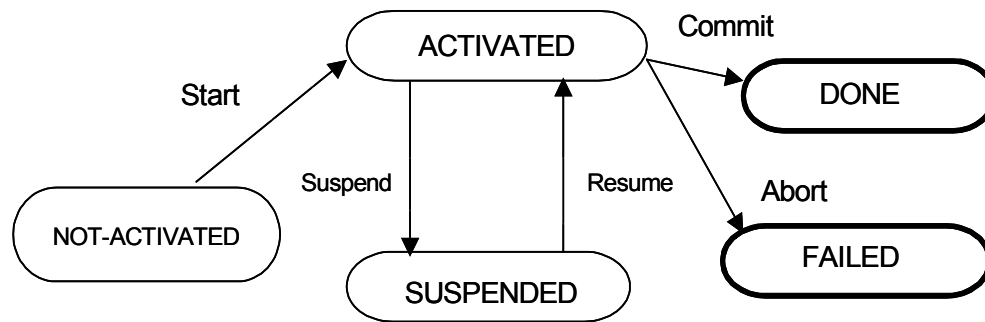 Commit
ACTIVATED
DONE
Start
Suspend
Resume
Abort
NOT-ACTIVATED
FAILED
SUSPENDED